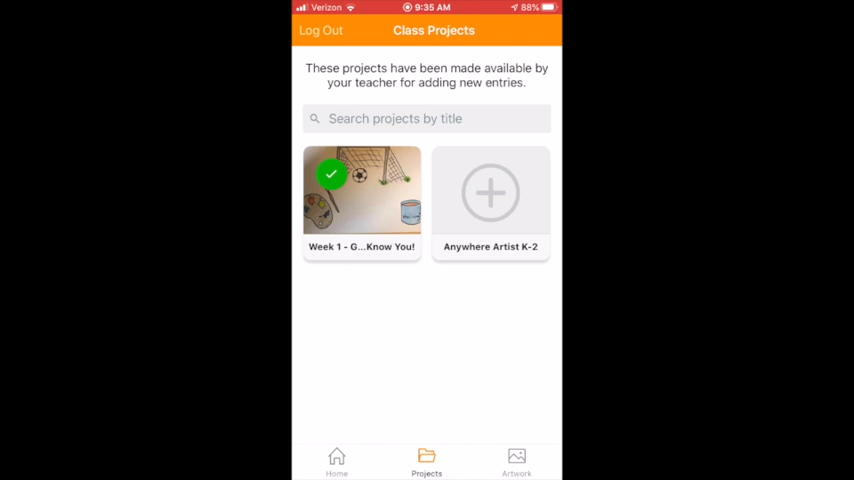 Verizon 9:35 AM 88%
Log Out Class Projects
These projects have been made available by
your teacher for adding new entries.
Search projects by title
Week 1 - G...Know You! Anywhere Artist K-2
Home Projects Artwork